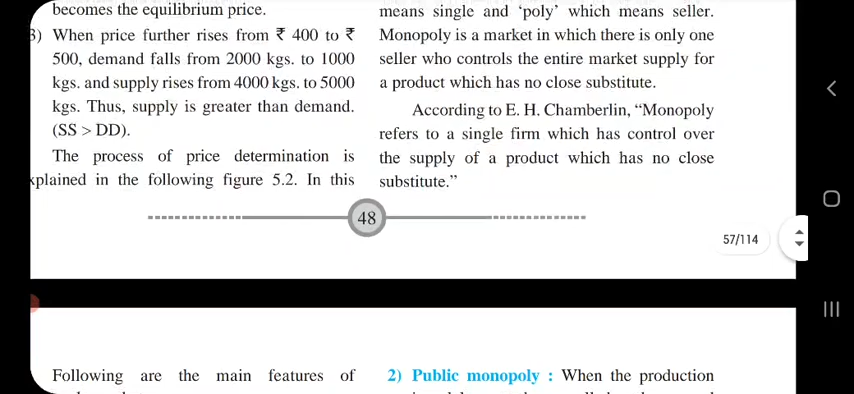 becomes the equilibrium price.
3) When price further rises from ₹ 400 to ₹
500, demand falls from 2000 kgs. to 1000
kgs. and supply rises from 4000 kgs. to 5000
kgs. Thus, supply is greater than demand.
(SS > DD).
The process of price determination is
xplained in the following figure 5.2. In this
means single and ‘poly’ which means seller.
Monopoly is a market in which there is only one
seller who controls the entire market supply for
a product which has no close substitute.
According to E. H. Chamberlin, “Monopoly
refers to a single firm which has control over
the supply of a product which has no close
substitute.”
48
57/114
Following are the main features of
2) Public monopoly : When the production